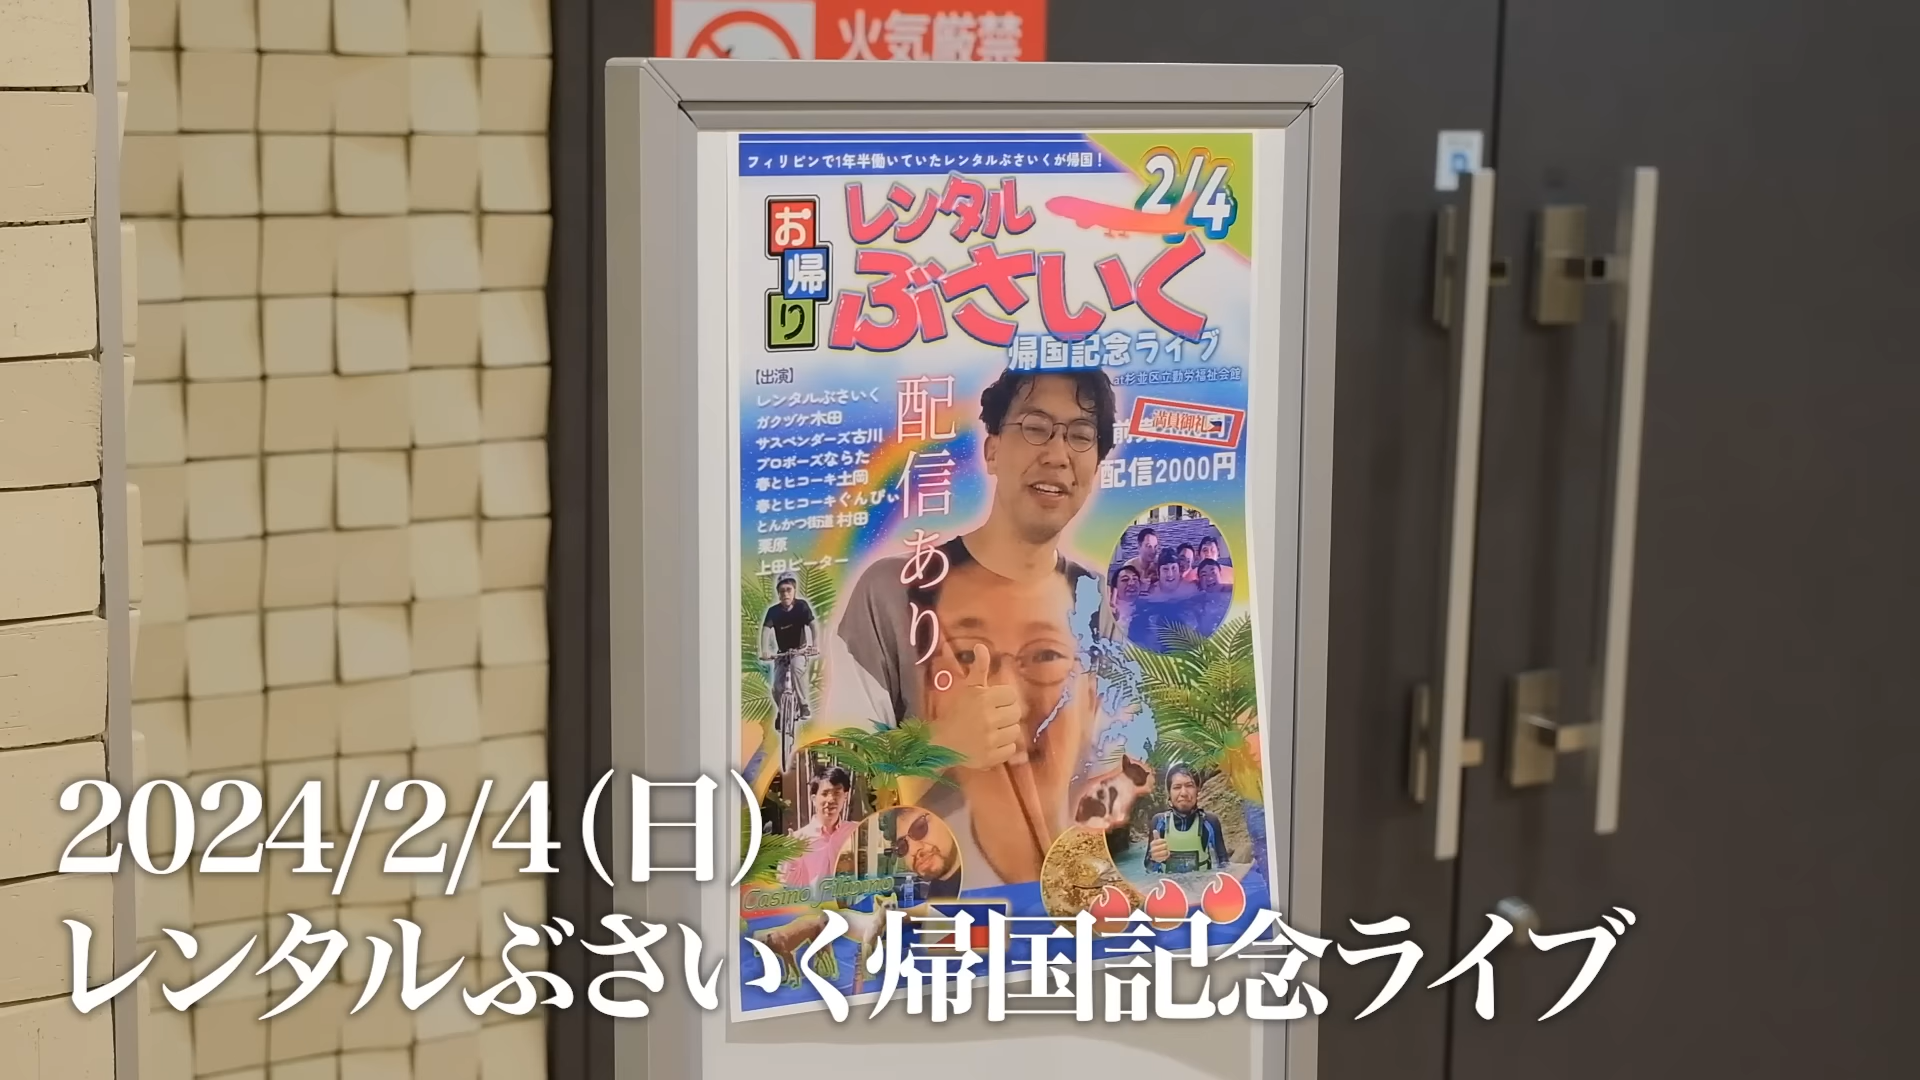 火気厳禁
フィリピンで1年半働いていたレンタルぶさいくが帰国！
2/4
お帰り
レンタル
ぶさいく
帰国記念ライブ
at杉並区立勤労福祉会館
【出演】
レンタルぶさいく
ガクヅケ木田
サスペンダーズ古川
プロポーズならた
春とヒコーキ土岡
春とヒコーキぐんぴぃ
とんかつ街道 村田
栗原
上田ピーター
配信あり。
満員御礼
配信2000円
Casino Filipino
2024/2/4（日）
レンタルぶさいく帰国記念ライブ